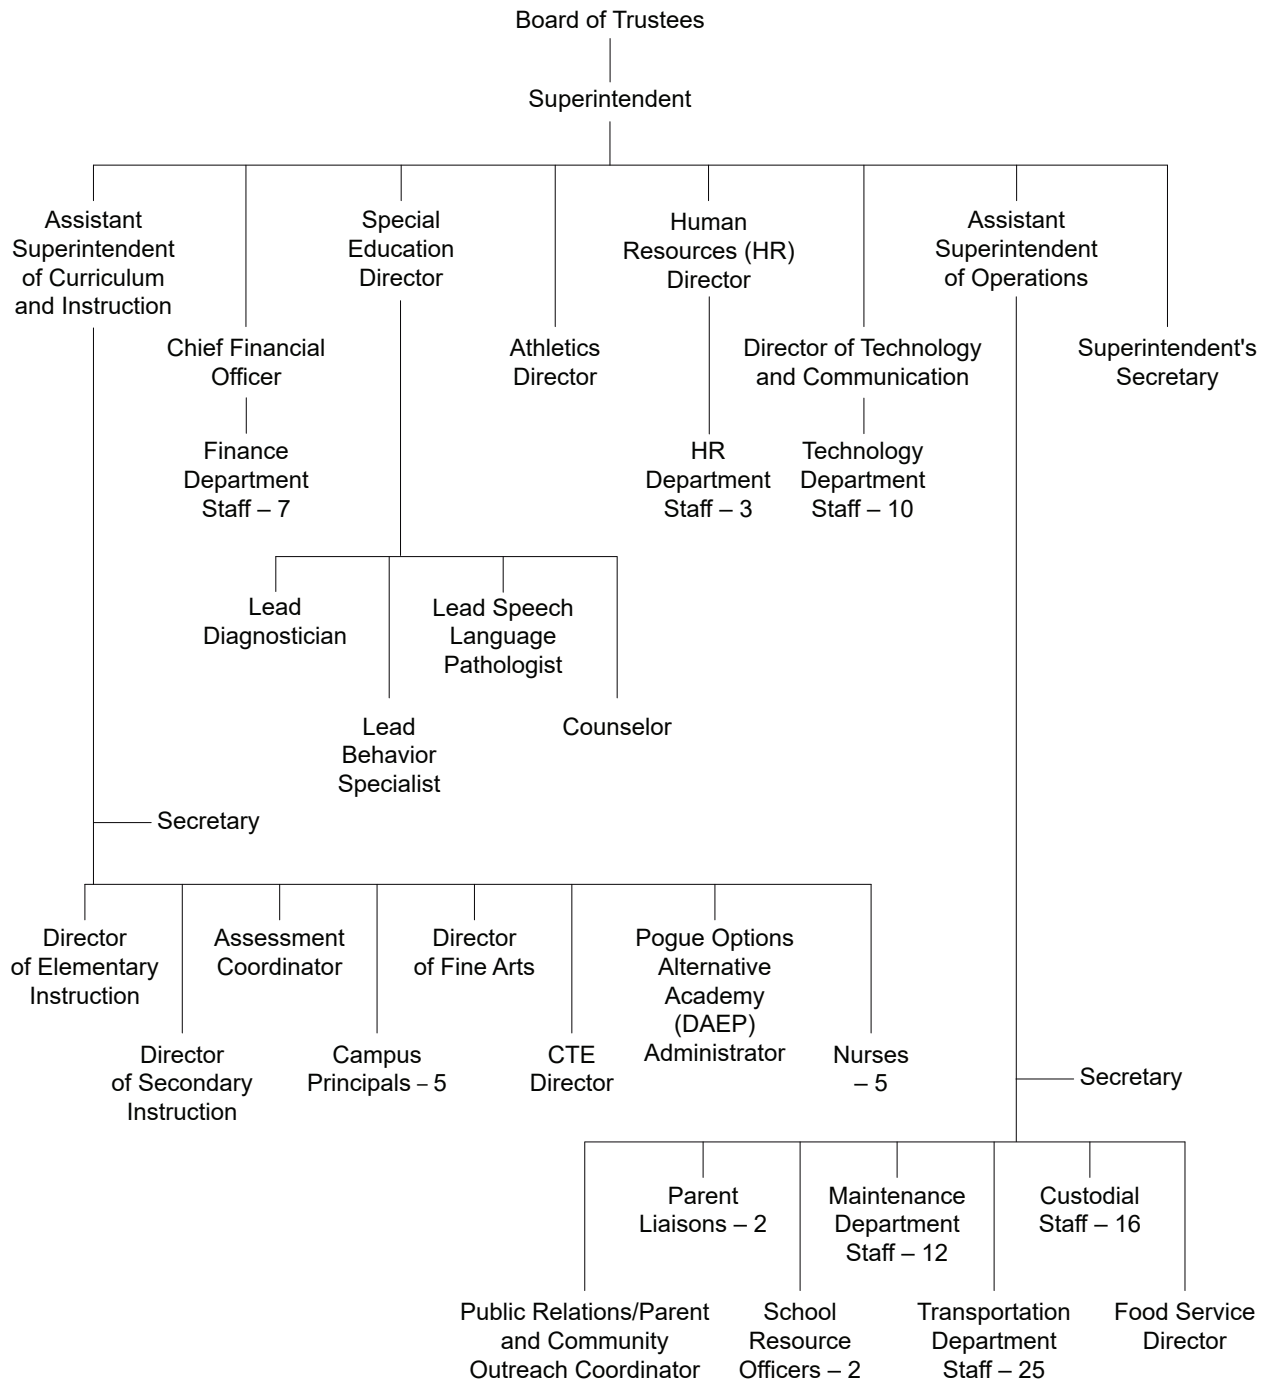 Board of Trustees
Superintendent
Assistant
Superintendent
of Curriculum
and Instruction
Chief Financial
Officer
Finance
Department
Staff – 7
Special
Education
Director
Athletics
Director
Human
Resources (HR)
Director
HR
Department
Staff – 3
Director of Technology
and Communication
Technology
Department
Staff – 10
Assistant
Superintendent
of Operations
Superintendent's
Secretary
Lead
Diagnostician
Lead
Behavior
Specialist
Lead Speech
Language
Pathologist
Counselor
Secretary
Director
of Elementary
Instruction
Director
of Secondary
Instruction
Assessment
Coordinator
Campus
Principals – 5
Director
of Fine Arts
CTE
Director
Pogue Options
Alternative
Academy
(DAEP)
Administrator
Nurses
– 5
Secretary
Public Relations/Parent
and Community
Outreach Coordinator
Parent
Liaisons – 2
School
Resource
Officers – 2
Maintenance
Department
Staff – 12
Transportation
Department
Staff – 25
Custodial
Staff – 16
Food Service
Director